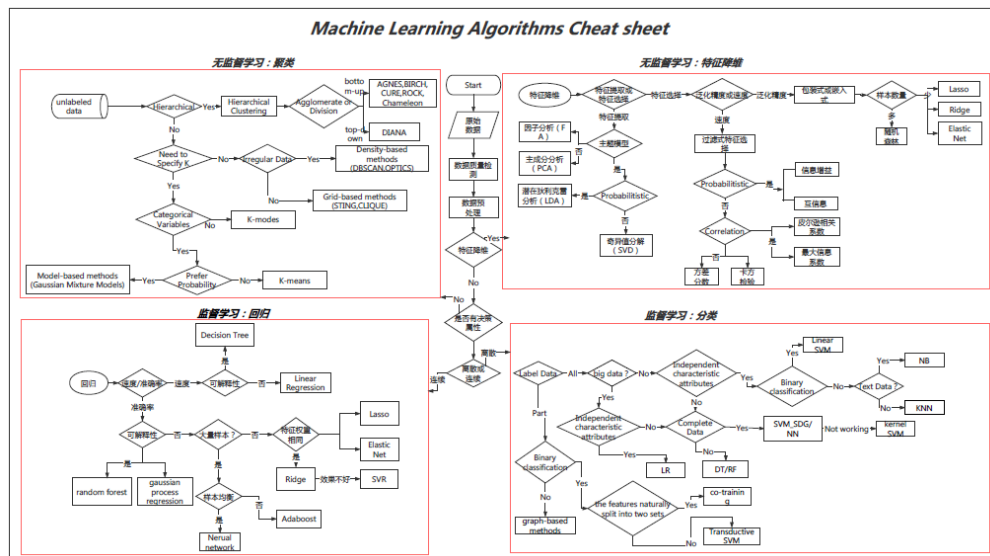 Machine Learning Algorithms Cheat sheet
无监督学习：聚类
unlabeled
data
Hierarchical
Yes
Hierarchical
Clustering
Agglomerate or
Division
botto
m-up
AGNES,BIRCH,
CURE,ROCK,
Chameleon
top-d
own
DIANA
No
Need to
Specify K
No
Irregular Data
Yes
Density-based
methods
(DBSCAN,OPTICS)
No
Grid-based methods
(STING,CLIQUE)
Yes
Categorical
Variables
No
K-modes
Yes
Prefer
Probability
Yes
Model-based methods
(Gaussian Mixture Models)
No
K-means
Start
原始
数据
数据质量检
测
数据预
处理
特征降维
Yes
No
No
是否有决策
属性
离散或
连续
离散
连续
无监督学习：特征降维
特征降维
特征提取或
特征选择
特征选择
泛化精度或速度
泛化精度
包装式或嵌入
式
样本数量
少
Lasso
Ridge
Elastic
Net
多
随机
森林
特征提取
主题模型
否
因子分析（F
A）
主成分分析
（PCA）
是
Probabilitistic
是
潜在狄利克雷
分析（LDA）
否
奇异值分解
（SVD）
速度
过滤式特征选
择
Probabilitistic
是
信息增益
互信息
否
Correlation
是
皮尔逊相关
系数
最大信息
系数
否
方差
分数
卡方
检验
监督学习：回归
Decision Tree
是
回归
速度/准确率
速度
可解释性
否
Linear
Regression
准确率
可解释性
否
大量样本？
否
特征权重
相同
否
Lasso
Elastic
Net
是
random forest
gaussian
process
regression
是
Ridge
效果不好
SVR
是
样本均衡
否
Adaboost
是
Nerual
network
监督学习：分类
Label Data
All
big data？
No
Independent
characteristic
attributes
Yes
Binary
classification
Yes
Linear
SVM
No
Text Data？
Yes
NB
No
KNN
Yes
Independent
characteristic
attributes
No
No
Complete
Data
Yes
SVM_SDG/
NN
Not working
kernel
SVM
Yes
LR
No
DT/RF
Part
Binary
classification
No
graph-based
methods
Yes
the features naturally
split into two sets
Yes
co-trainin
g
No
Transductive
SVM